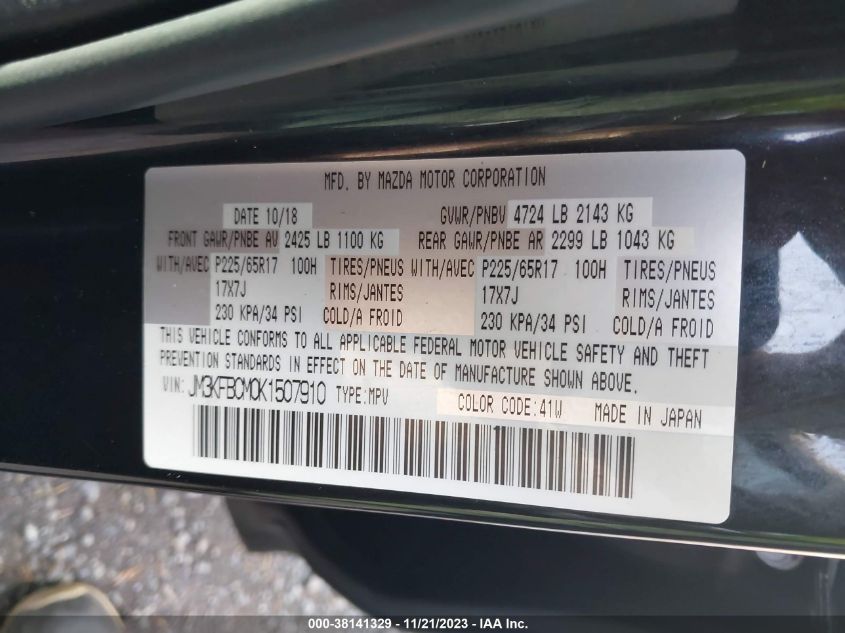 MFD. BY MAZDA MOTOR CORPORATION
DATE 10/18 GVWR/PNBV 4724 LB 2143 KG
FRONT GAWR/PNBE AV 2425 LB 1100 KG REAR GAWR/PNBE AR 2299 LB 1043 KG
WITH/AVEC P225/65R17 100H TIRES/PNEUS WITH/AVEC P225/65R17 100H TIRES/PNEUS
17X7J RIMS/JANTES 17X7J RIMS/JANTES
230 KPA/34 PSI COLD/A FROID 230 KPA/34 PSI COLD/A FROID
THIS VEHICLE CONFORMS TO ALL APPLICABLE FEDERAL MOTOR VEHICLE SAFETY AND THEFT
PREVENTION STANDARDS IN EFFECT ON THE DATE OF MANUFACTURE SHOWN ABOVE.
VIN: JM3KFBCM0K1507910 TYPE:MPV COLOR CODE:41W MADE IN JAPAN
000-38141329 - 11/21/2023 - IAA Inc.